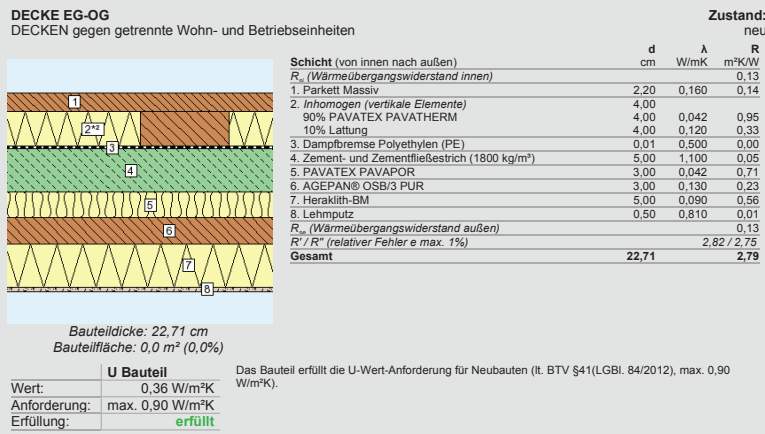 DECKE EG-OG
DECKEN gegen getrennte Wohn- und Betriebseinheiten
Zustand:
neu
d λ R
Schicht (von innen nach außen) cm W/mK m²K/W
Rsi (Wärmeübergangswiderstand innen) 0,13
1. Parkett Massiv 2,20 0,160 0,14
2. Inhomogen (vertikale Elemente) 4,00
90% PAVATEX PAVATHERM 4,00 0,042 0,95
10% Lattung 4,00 0,120 0,33
3. Dampfbremse Polyethylen (PE) 0,01 0,500 0,00
4. Zement- und Zementfließestrich (1800 kg/m³) 5,00 1,100 0,05
5. PAVATEX PAVAPOR 3,00 0,042 0,71
6. AGEPAN® OSB/3 PUR 3,00 0,130 0,23
7. Heraklith-BM 5,00 0,090 0,56
8. Lehmputz 0,50 0,810 0,01
Rse (Wärmeübergangswiderstand außen) 0,13
R' / R" (relativer Fehler e max. 1%) 2,82 / 2,75
Gesamt 22,71 2,79
1
2*²
3
4
5
6
7
8
Bauteildicke: 22,71 cm
Bauteilfläche: 0,0 m² (0,0%)
U Bauteil
Wert: 0,36 W/m²K
Anforderung: max. 0,90 W/m²K
Erfüllung: erfüllt
Das Bauteil erfüllt die U-Wert-Anforderung für Neubauten (lt. BTV §41(LGBl. 84/2012), max. 0,90
W/m²K).